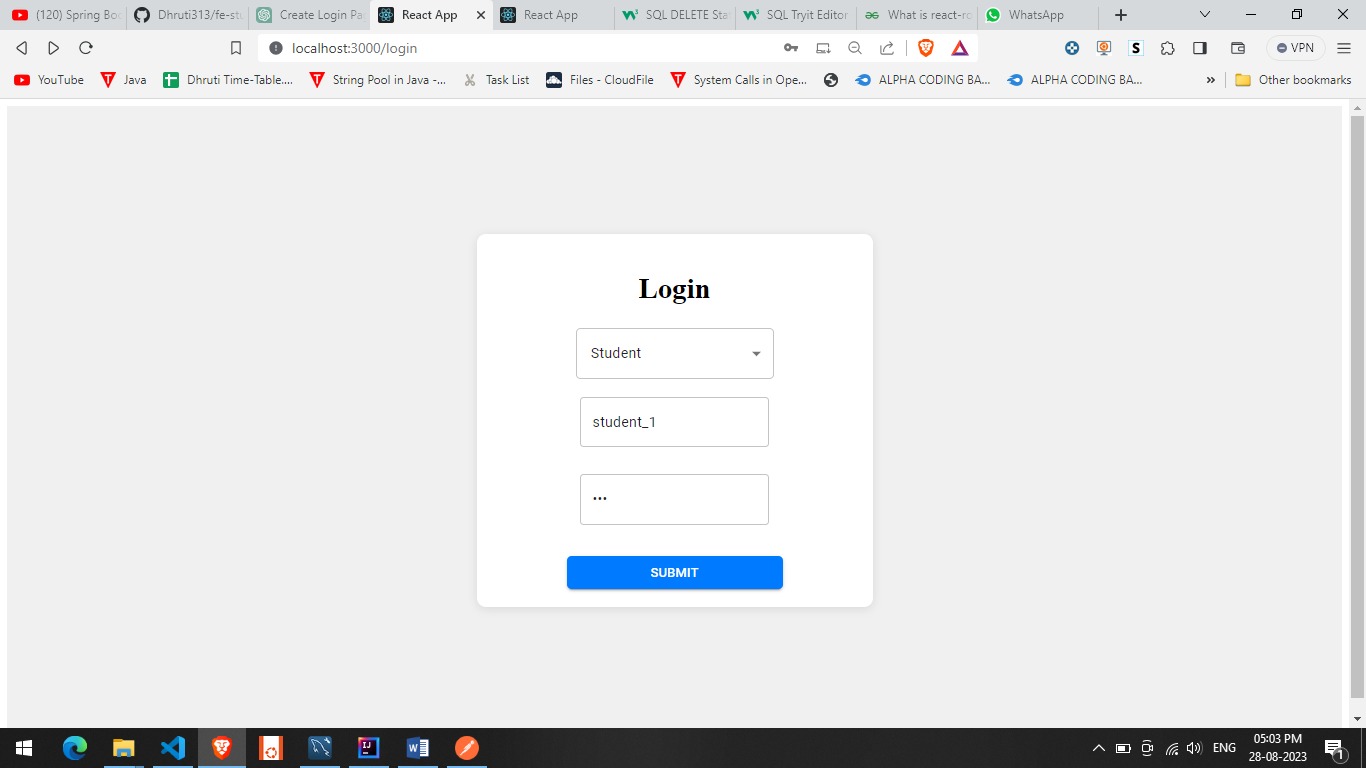 (120) Spring Boo
Dhruti313/fe-stu
Create Login Pa
React App
React App
SQL DELETE Sta
SQL Tryit Editor
What is react-ro
WhatsApp
localhost:3000/login
VPN
YouTube
Java
Dhruti Time-Table....
String Pool in Java -...
Task List
Files - CloudFile
System Calls in Ope...
ALPHA CODING BA...
ALPHA CODING BA...
»
Other bookmarks
Login
Student
student_1
•••
SUBMIT
ENG
05:03 PM
28-08-2023
1